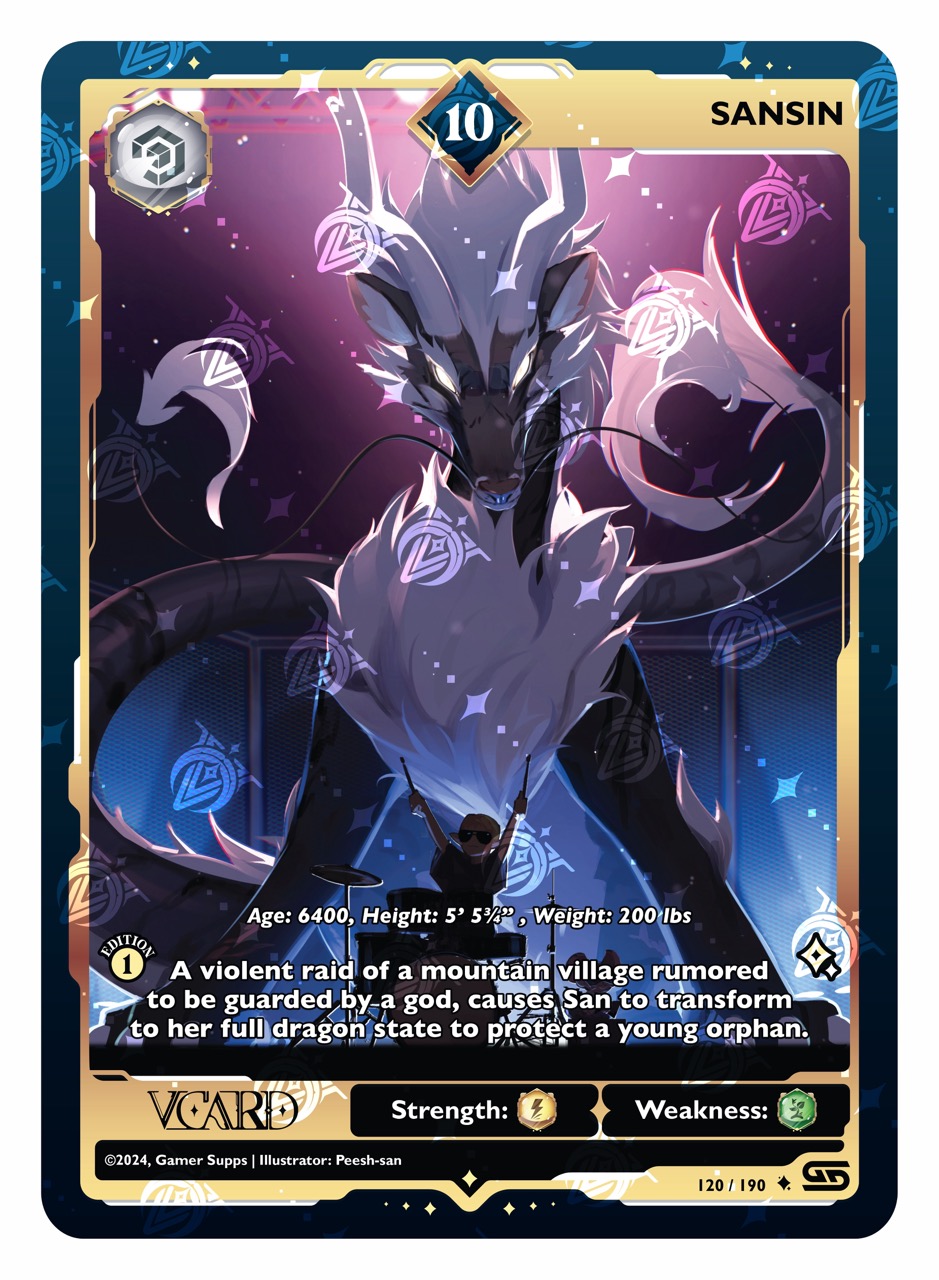 10
SANSIN
Age: 6400, Height: 5' 5¾" , Weight: 200 lbs
EDITION
1
A violent raid of a mountain village rumored
to be guarded by a god, causes San to transform
to her full dragon state to protect a young orphan.
VCARD
Strength:
Weakness:
©2024, Gamer Supps | Illustrator: Peesh-san
120 / 190
GS